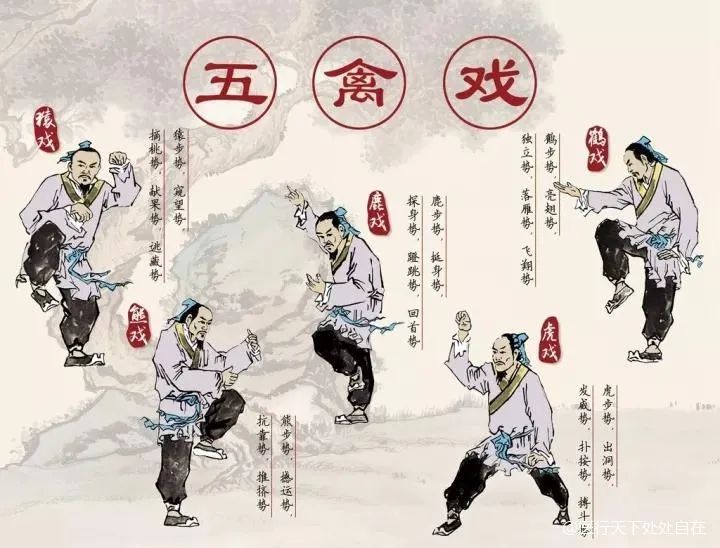 五禽戏
猿戏
猿步势，窥望势，
摘桃势，献果势，逃藏势
鹿戏
鹿步势，挺身势，
探身势，蹬跳势，回首势
鹤戏
鹤步势，亮翅势，
独立势，落雁势，飞翔势
熊戏
熊步势，撼运势，
抗靠势，推挤势
虎戏
虎步势，出洞势，
发威势，扑按势，搏斗势
行天下处处自在